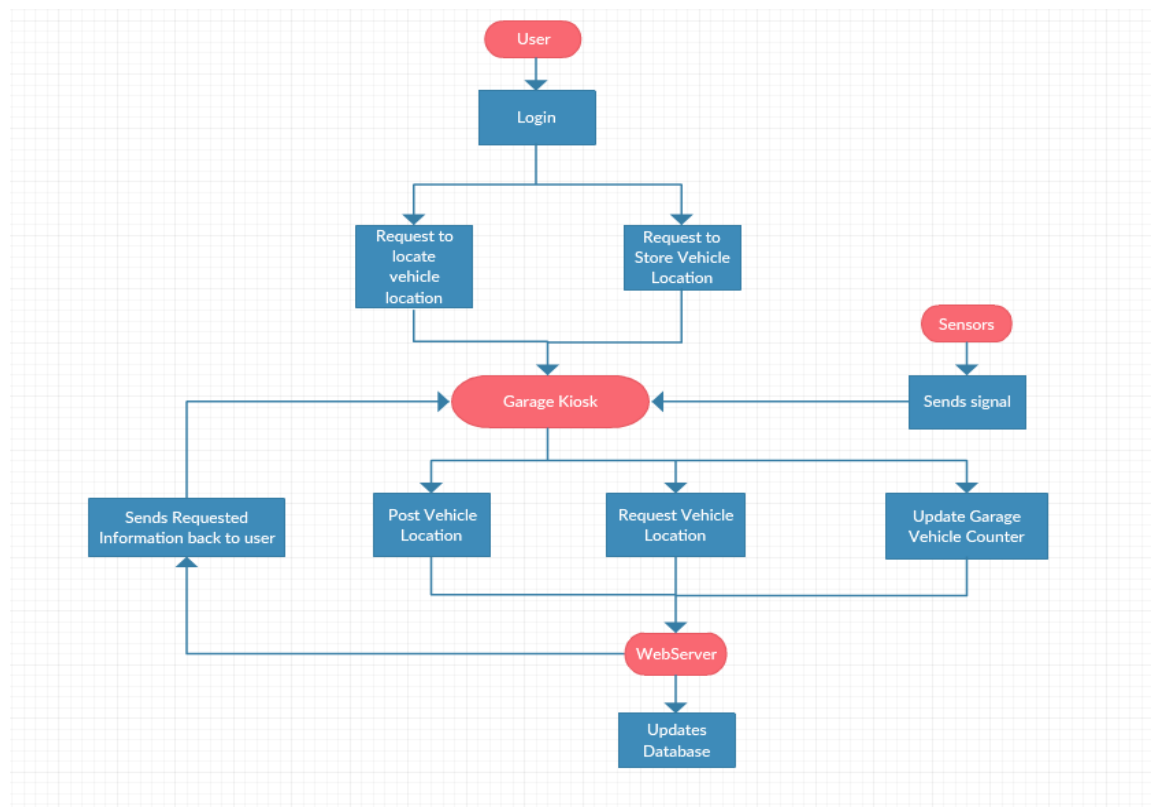 User
Login
Request to
locate
vehicle
location
Request to
Store Vehicle
Location
Sensors
Garage Kiosk
Sends signal
Sends Requested
Information back to user
Post Vehicle
Location
Request Vehicle
Location
Update Garage
Vehicle Counter
WebServer
Updates
Database